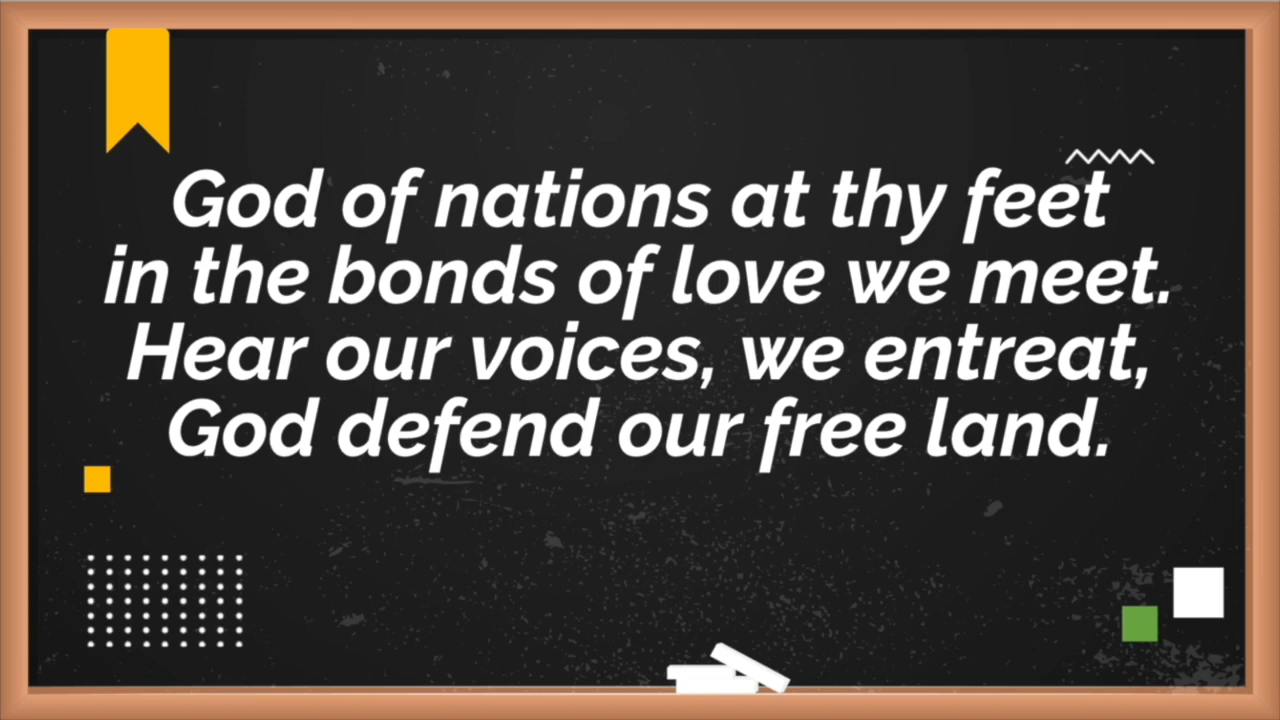 God of nations at thy feet
in the bonds of love we meet.
Hear our voices, we entreat,
God defend our free land.